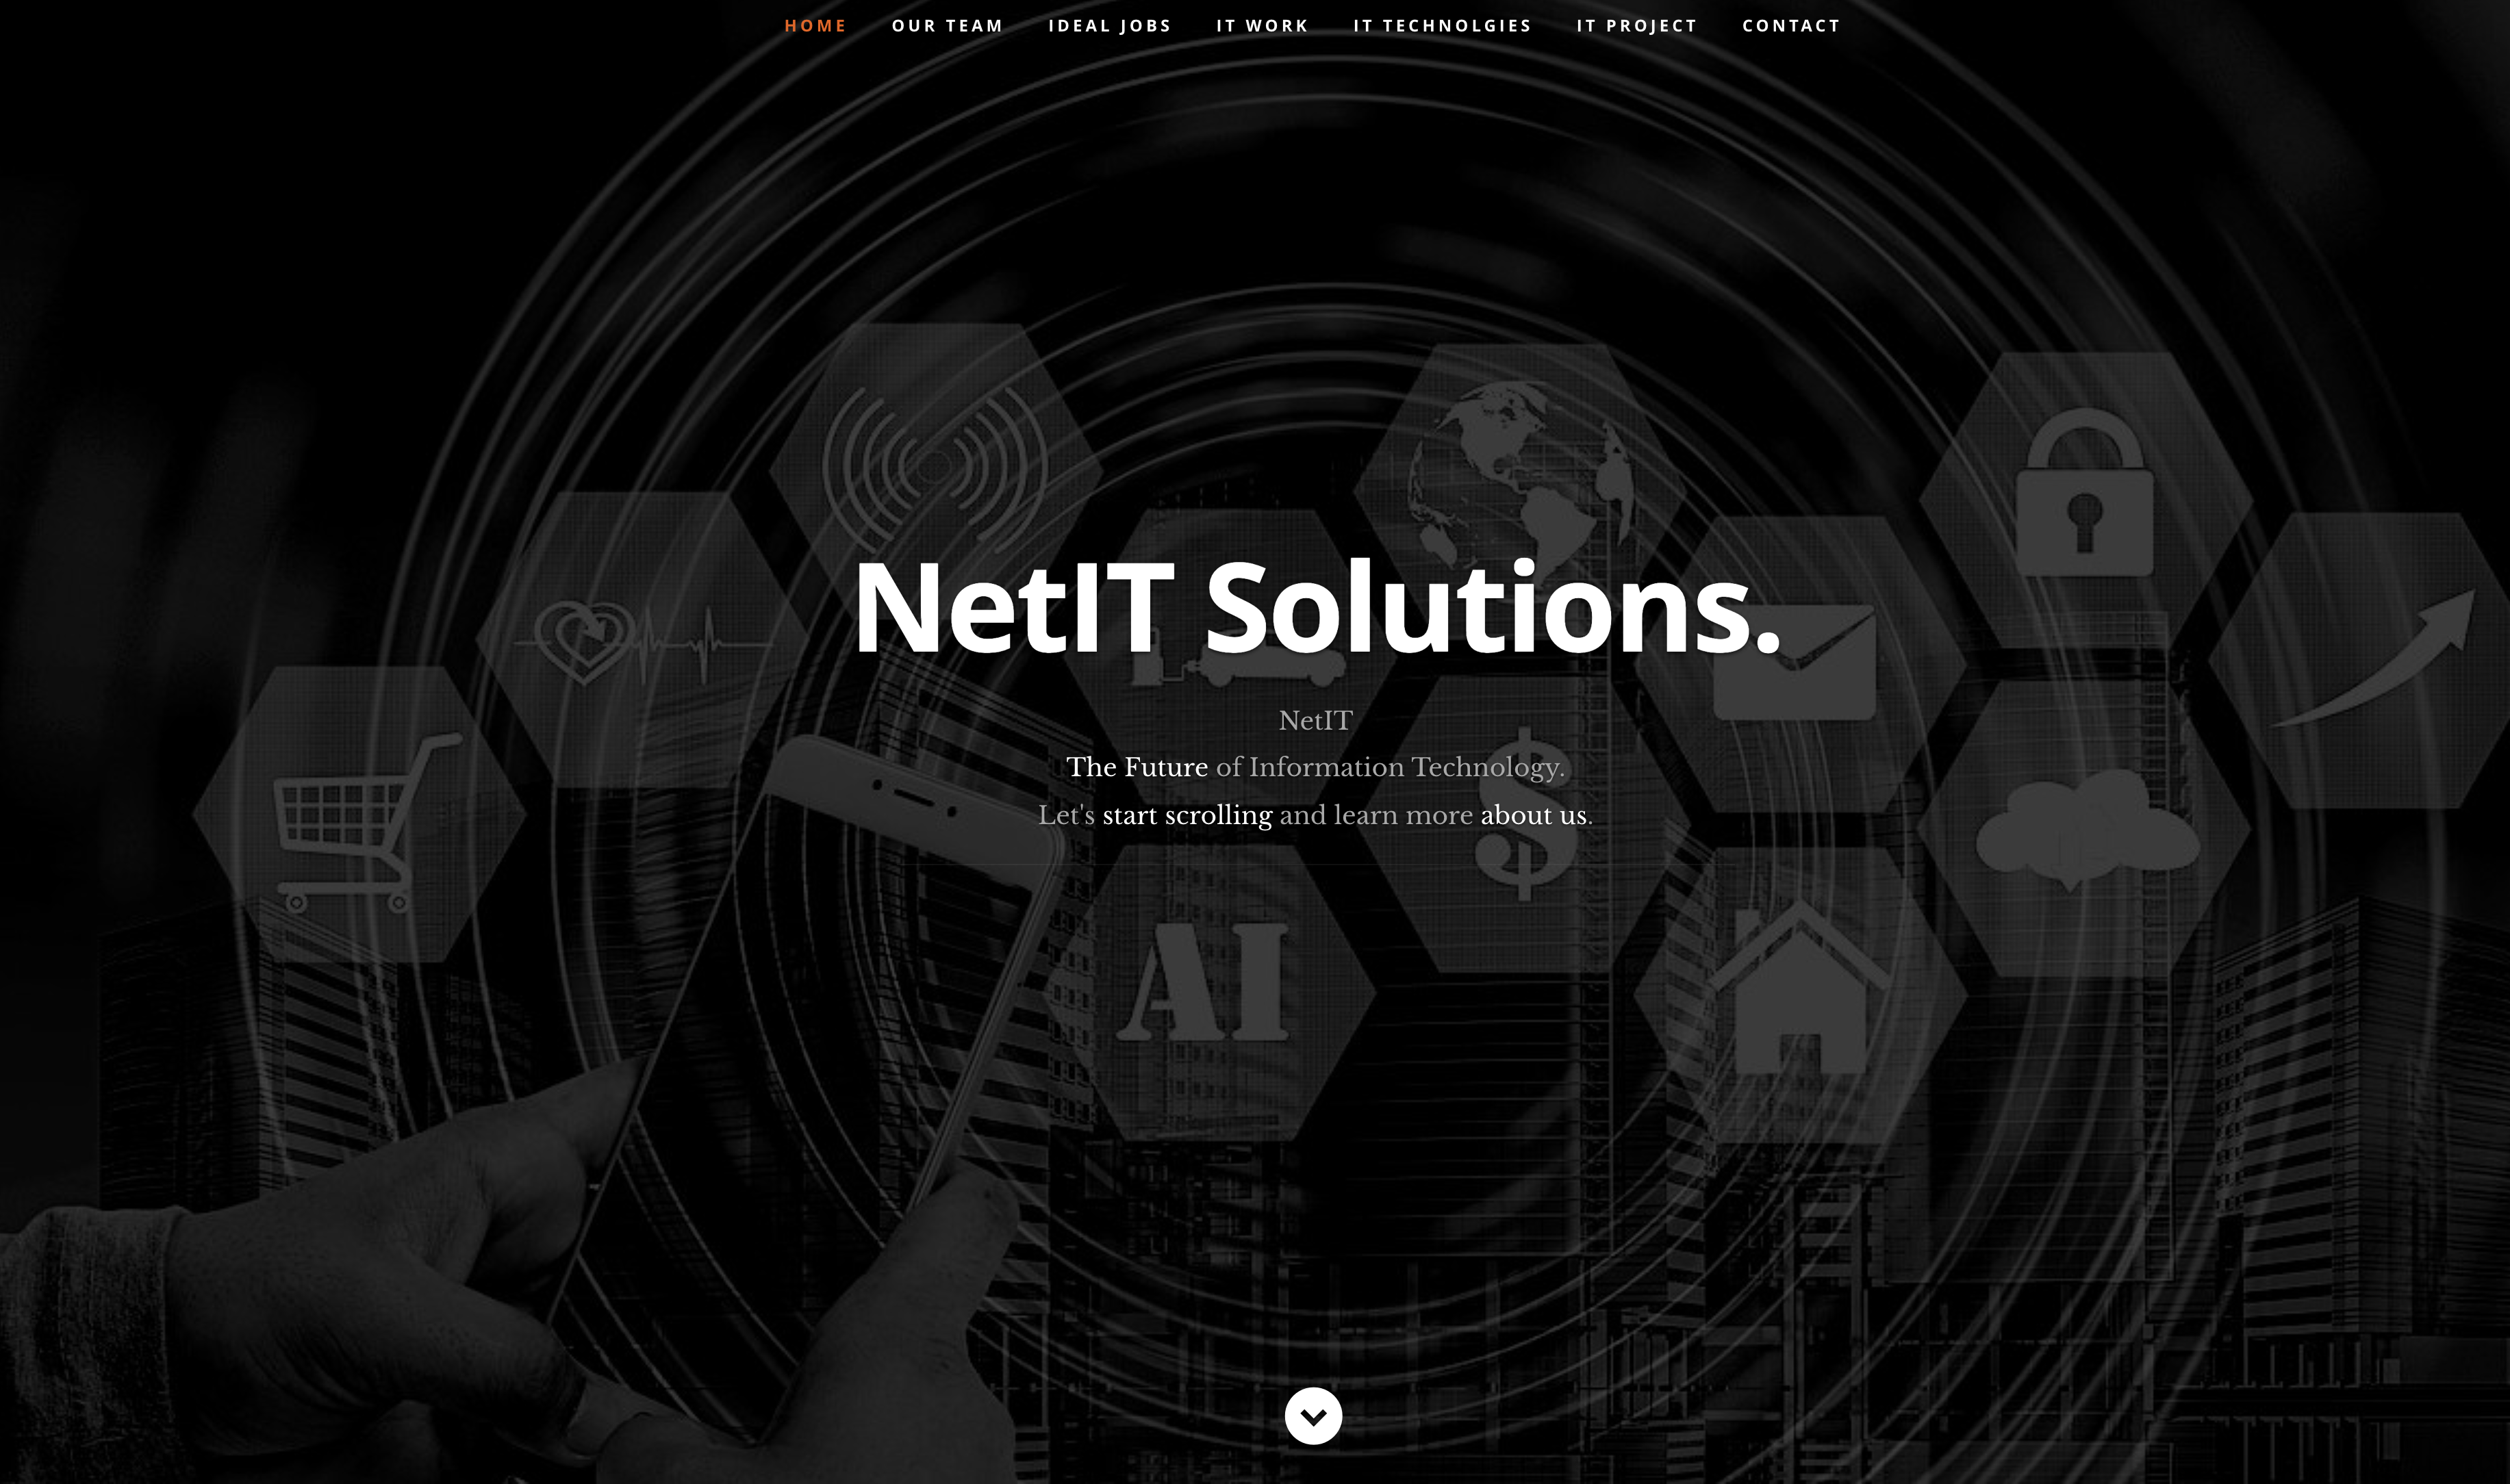 HOME OUR TEAM IDEAL JOBS IT WORK IT TECHNOLGIES IT PROJECT CONTACT
NetIT Solutions.
NetIT
The Future of Information Technology.
Let's start scrolling and learn more about us.
$
AI